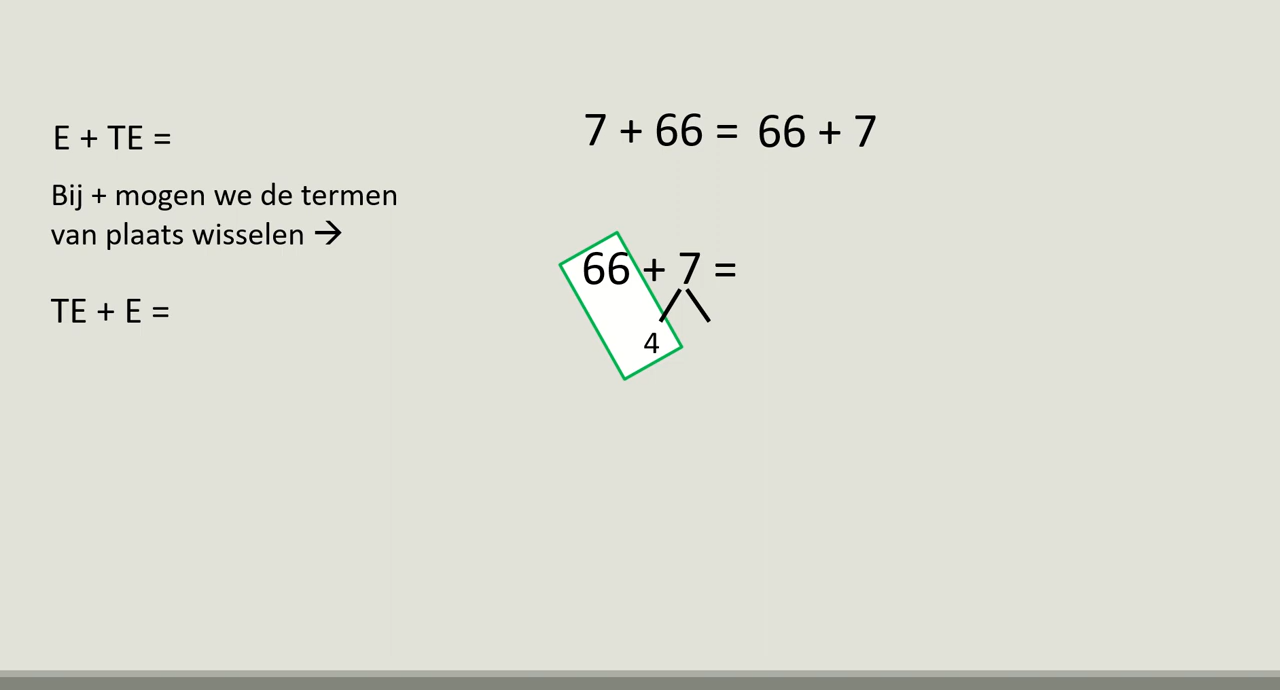 E + TE =
Bij + mogen we de termen
van plaats wisselen →
TE + E =
7 + 66 = 66 + 7
66 + 7 =
4